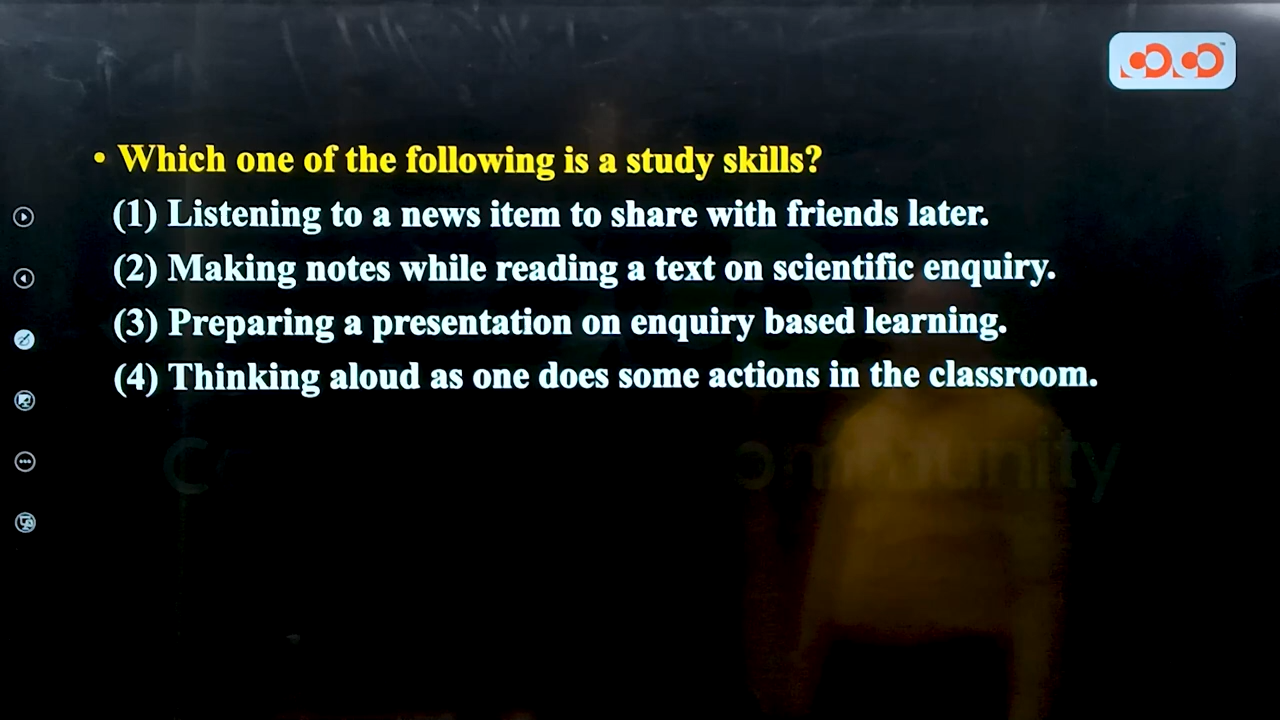 • Which one of the following is a study skills?
(1) Listening to a news item to share with friends later.
(2) Making notes while reading a text on scientific enquiry.
(3) Preparing a presentation on enquiry based learning.
(4) Thinking aloud as one does some actions in the classroom.